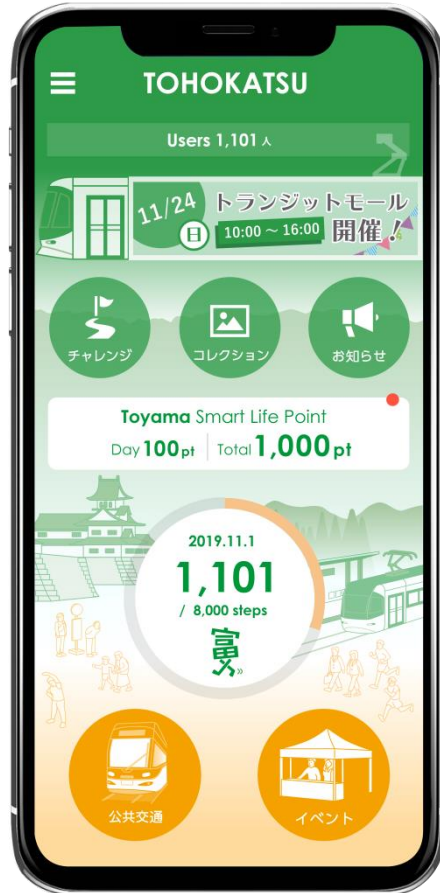 TOHOKATSU
Users 1,101 人
11/24
日
トランジットモール
10:00 ~ 16:00 開催!
チャレンジ
コレクション
お知らせ
Toyama Smart Life Point
Day 100 pt Total 1,000 pt
2019.11.1
1,101
/ 8,000 steps
公共交通
イベント